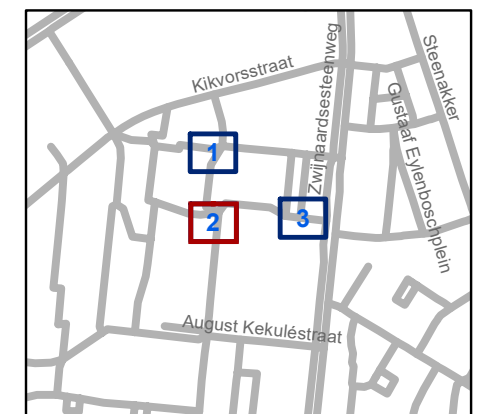 Kikvorsstraat
Zwijnaardsesteenweg
Steenakker
Gustaaf Eylenboschplein
1
2
3
August Kekuléstraat